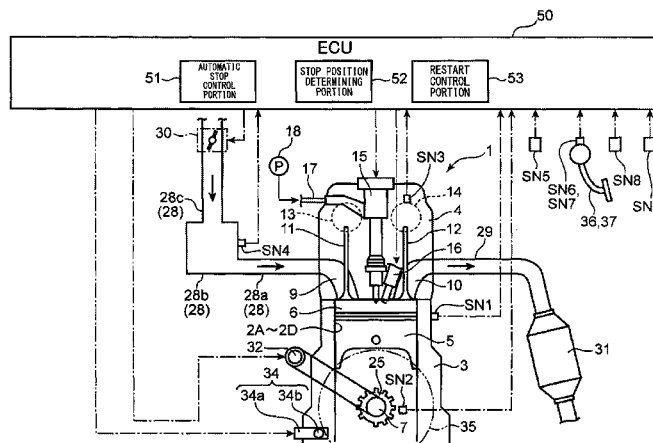 50
ECU
51
AUTOMATIC
STOP
CONTROL
PORTION
STOP POSITION
DETERMINING
PORTION
52
RESTART
CONTROL
PORTION
53
30
18
P
17
15
SN3
1
14
13
4
SN5
SN6,
SN7
SN8
36,37
28c
(28)
11
12
16
29
SN4
28b
(28)
28a
(28)
9
6
10
SN1
2A~2D
5
31
32
25
3
34
34a
34b
SN2
7
35